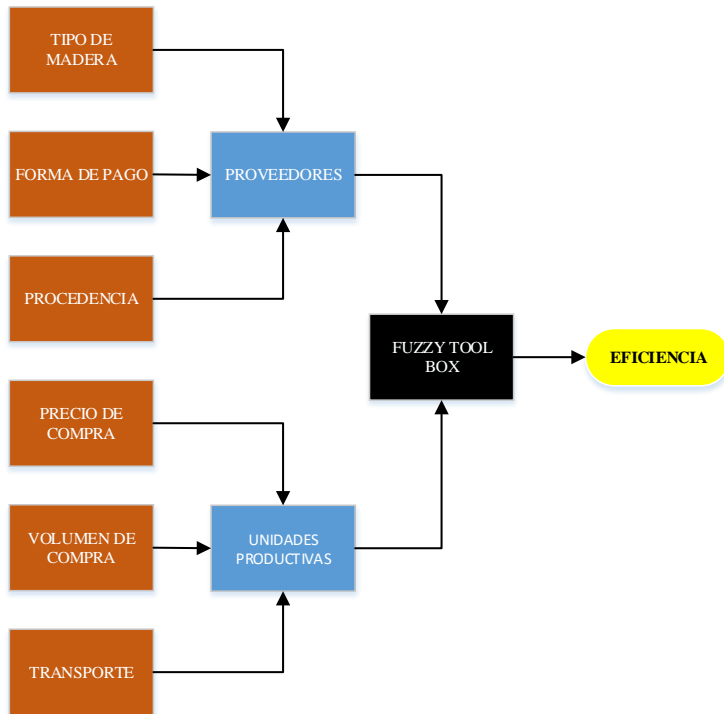 TIPO DE
MADERA
FORMA DE PAGO
PROVEEDORES
PROCEDENCIA
FUZZY TOOL
BOX
EFICIENCIA
PRECIO DE
COMPRA
VOLUMEN DE
COMPRA
UNIDADES
PRODUCTIVAS
TRANSPORTE